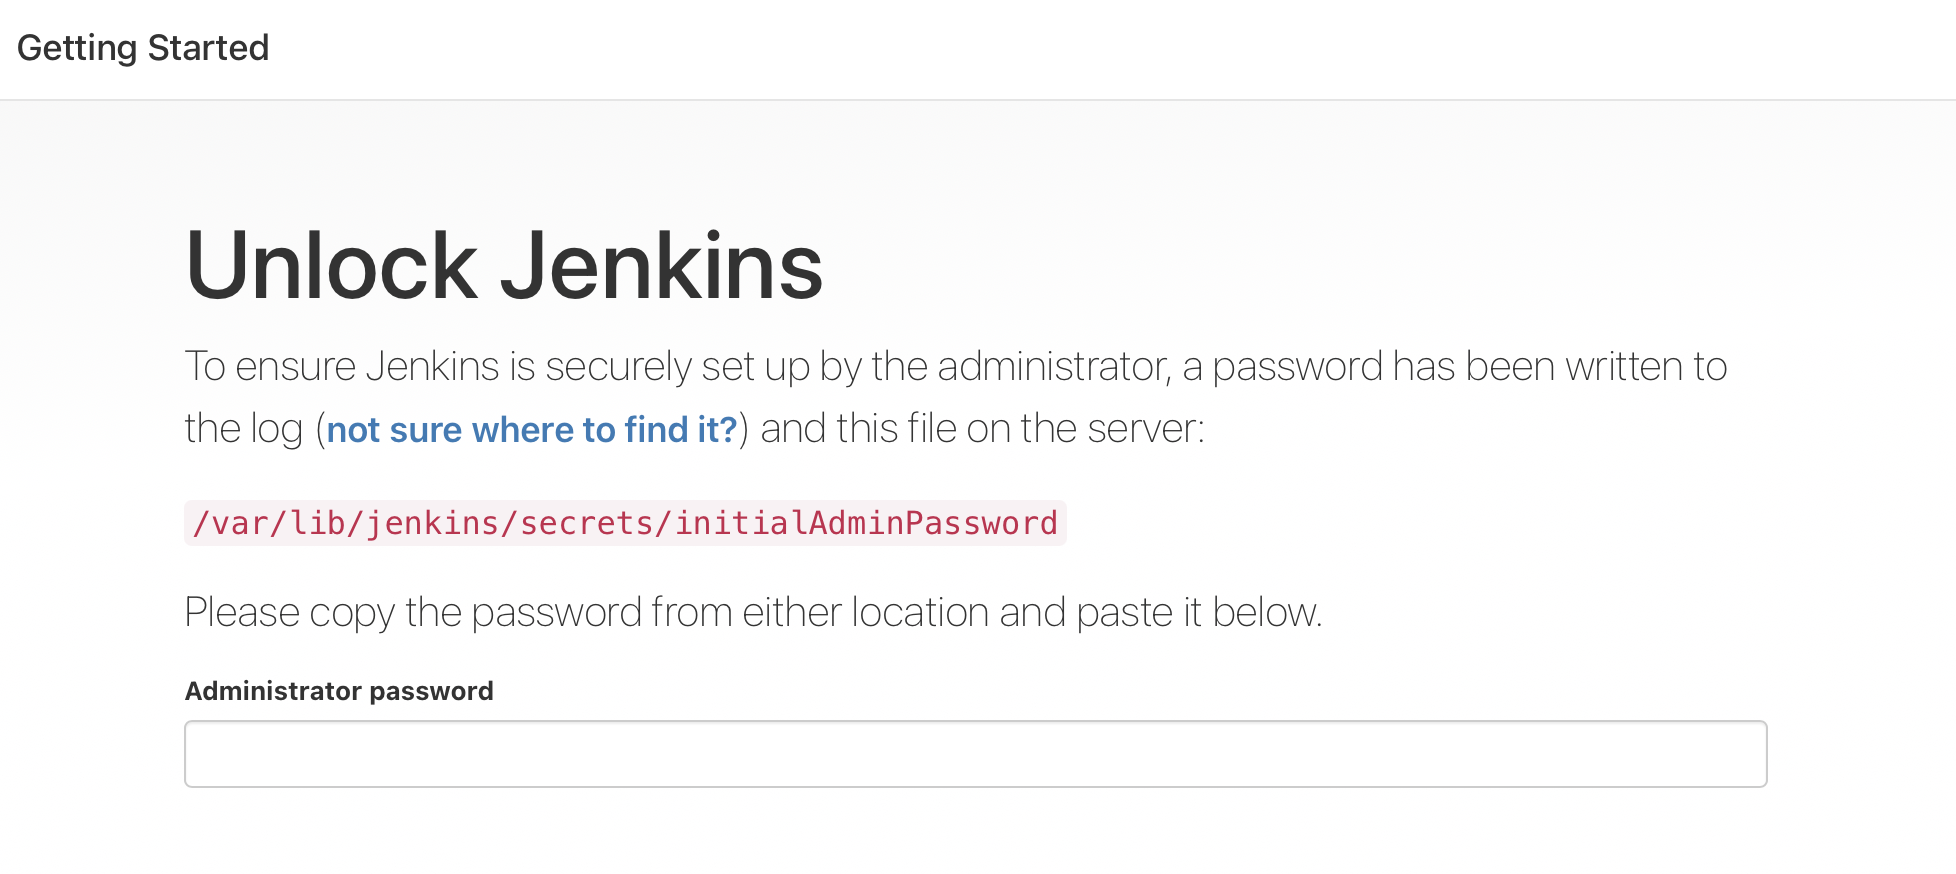 Getting Started
Unlock Jenkins
To ensure Jenkins is securely set up by the administrator, a password has been written to
the log (not sure where to find it?) and this file on the server:
/var/lib/jenkins/secrets/initialAdminPassword
Please copy the password from either location and paste it below.
Administrator password